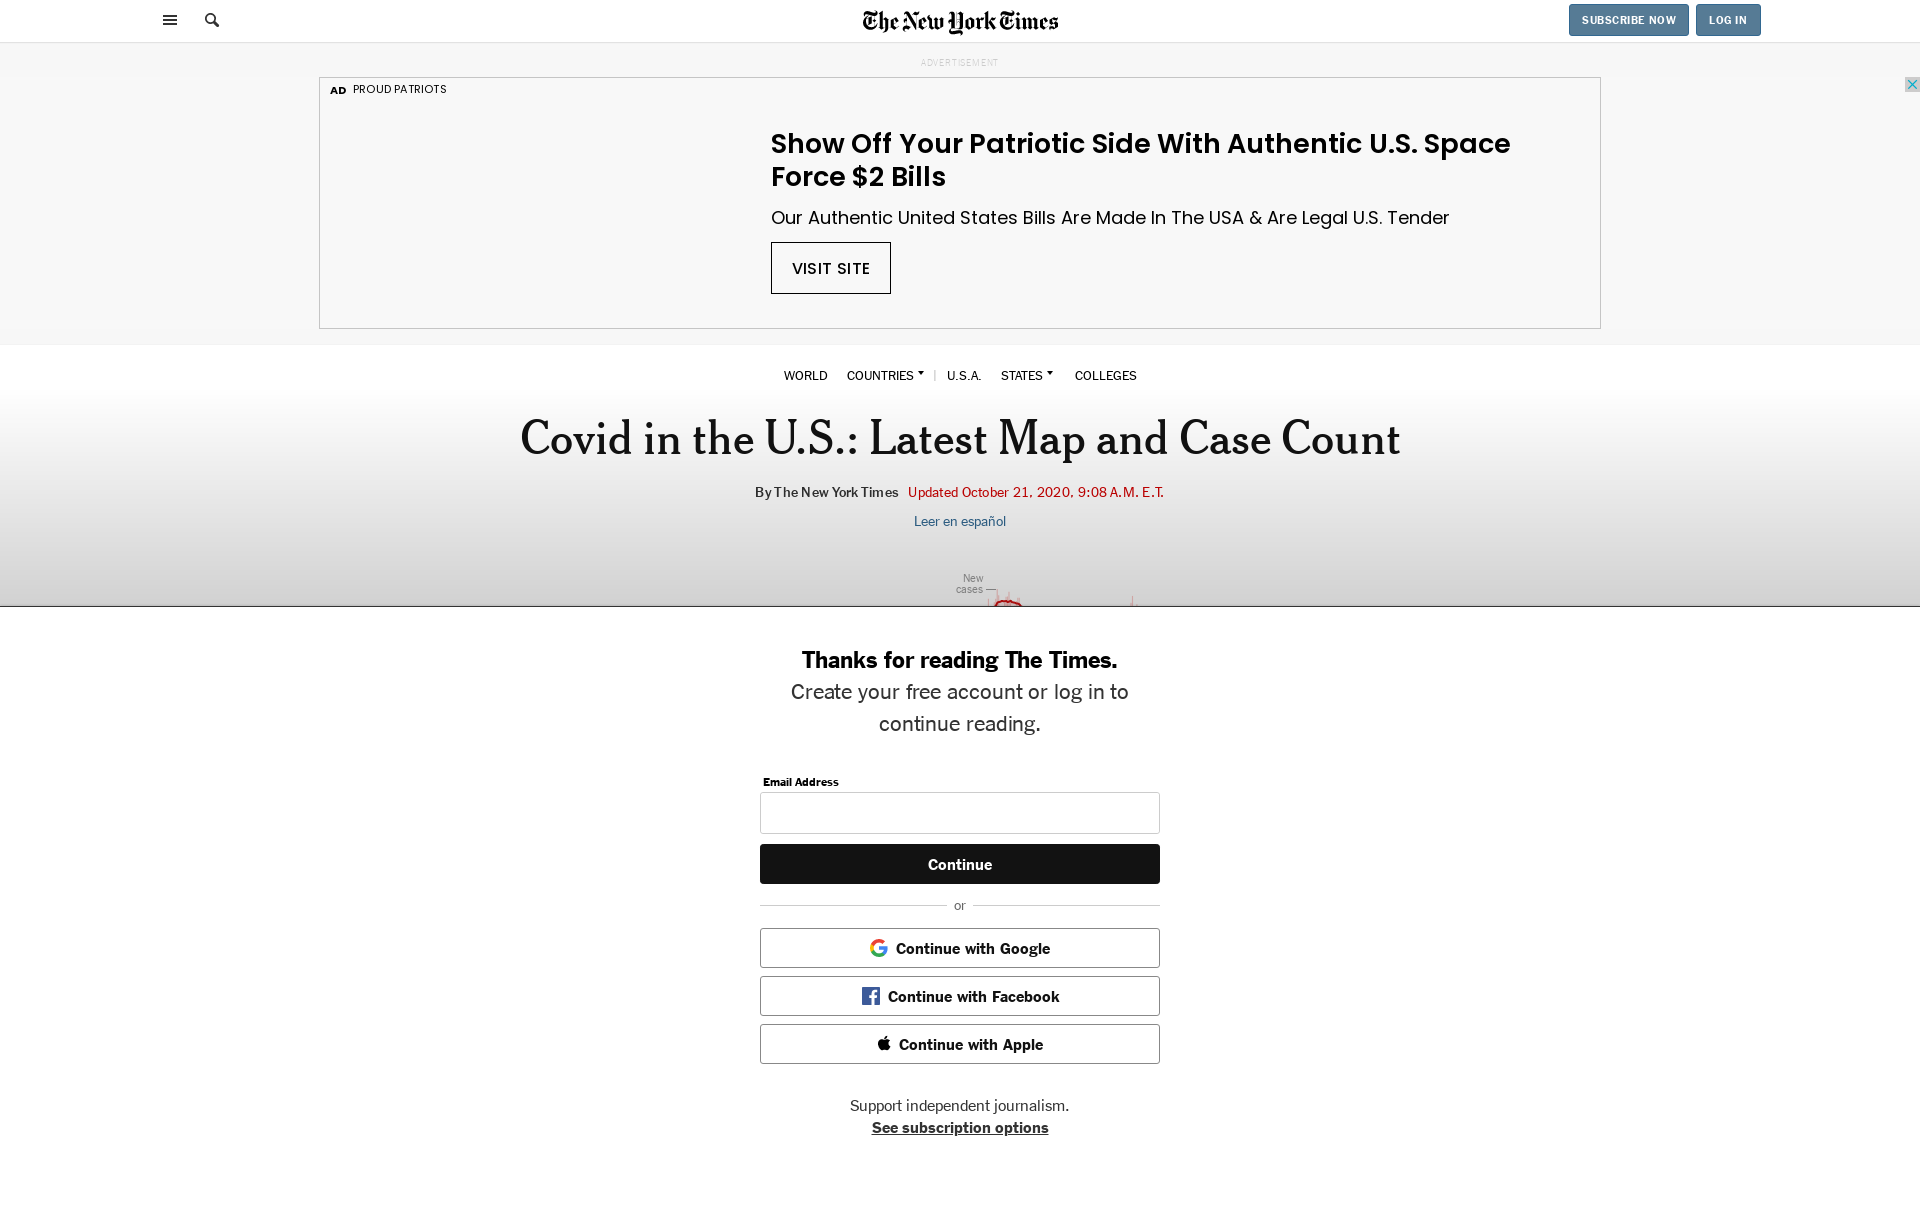 The New York Times
SUBSCRIBE NOW
LOG IN
ADVERTISEMENT
AD PROUD PATRIOTS
Show Off Your Patriotic Side With Authentic U.S. Space
Force $2 Bills
Our Authentic United States Bills Are Made In The USA & Are Legal U.S. Tender
VISIT SITE
WORLD COUNTRIES | U.S.A. STATES COLLEGES
Covid in the U.S.: Latest Map and Case Count
By The New York Times Updated October 21, 2020, 9:08 A.M. E.T.
Leer en español
New
cases
Thanks for reading The Times.
Create your free account or log in to
continue reading.
Email Address
Continue
or
Continue with Google
Continue with Facebook
Continue with Apple
Support independent journalism.
See subscription options